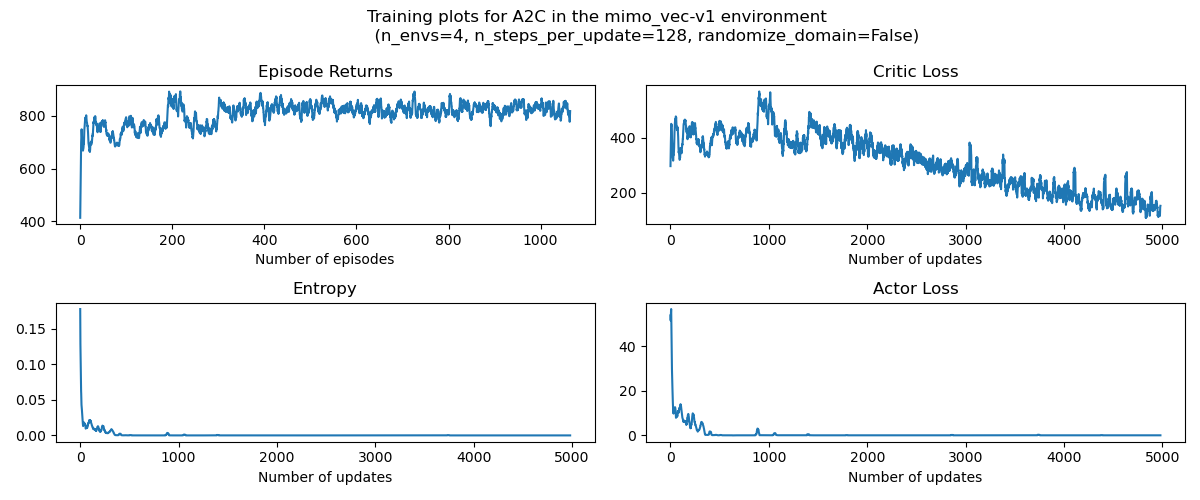 Training plots for A2C in the mimo_vec-v1 environment
(n_envs=4, n_steps_per_update=128, randomize_domain=False)
Episode Returns
800
600
400
0 200 400 600 800 1000
Number of episodes
Critic Loss
400
200
0 1000 2000 3000 4000 5000
Number of updates
Entropy
0.15
0.10
0.05
0.00
0 1000 2000 3000 4000 5000
Number of updates
Actor Loss
40
20
0
0 1000 2000 3000 4000 5000
Number of updates